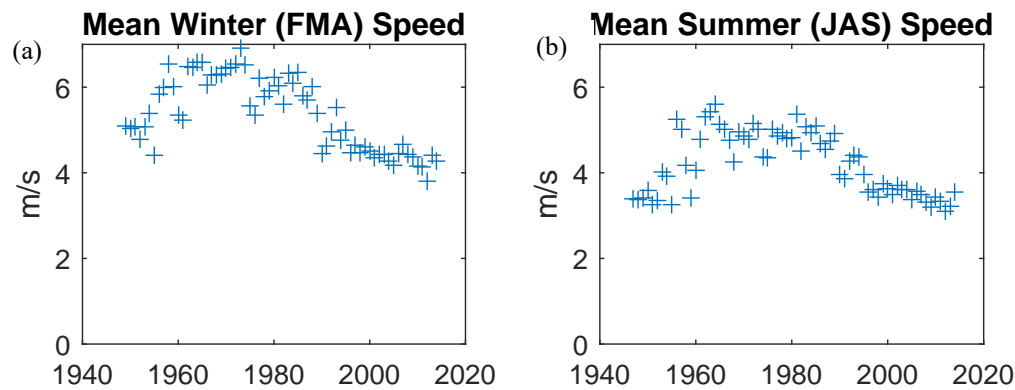 Mean Winter (FMA) Speed
(a)
m/s
6
4
2
0
1940 1960 1980 2000 2020
Mean Summer (JAS) Speed
(b)
m/s
6
4
2
0
1940 1960 1980 2000 2020